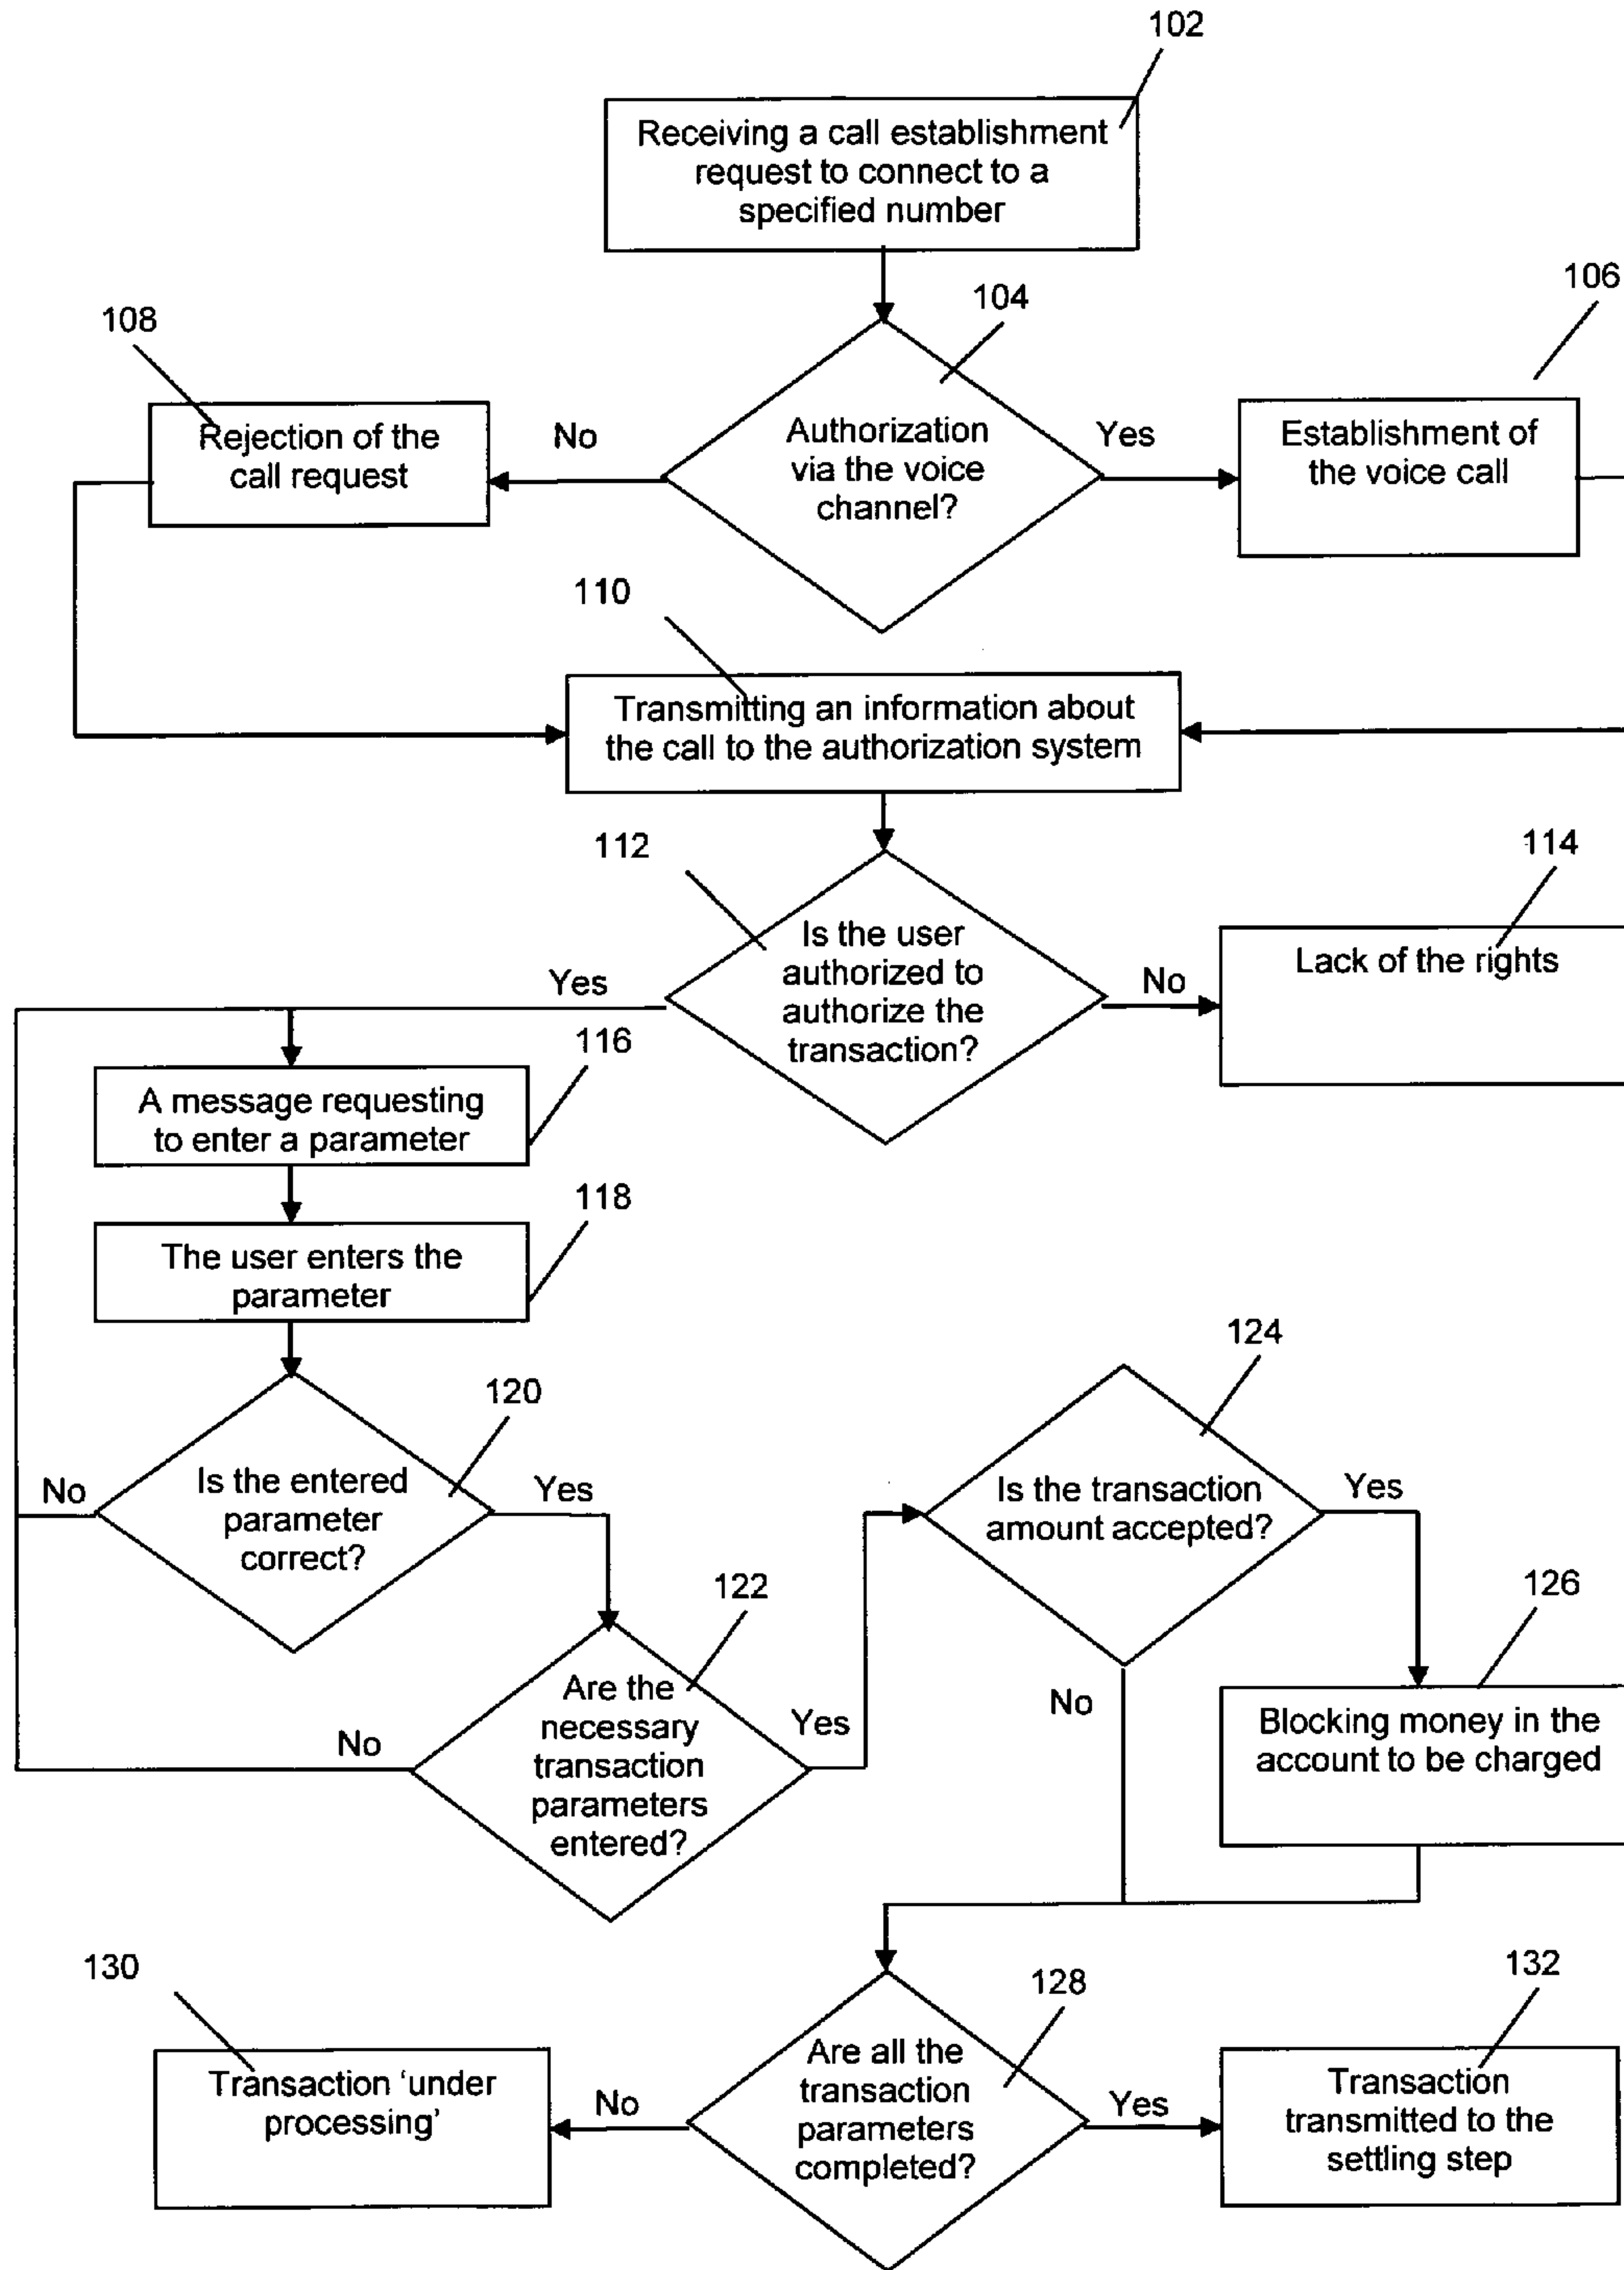 102
Receiving a call establishment
request to connect to a
specified number
104
106
108
Rejection of the
call request
No
Authorization
via the voice
channel?
Yes
Establishment of
the voice call
110
Transmitting an information about
the call to the authorization system
112
114
Is the user
authorized to
authorize the
transaction?
Yes
No
Lack of the rights
116
A message requesting
to enter a parameter
118
The user enters the
parameter
120
Is the entered
parameter
correct?
No
Yes
124
Is the transaction
amount accepted?
Yes
No
122
Are the
necessary
transaction
parameters
entered?
No
Yes
126
Blocking money in the
account to be charged
128
Are all the
transaction
parameters
completed?
No
Yes
130
Transaction ‘under
processing’
132
Transaction
transmitted to the
settling step